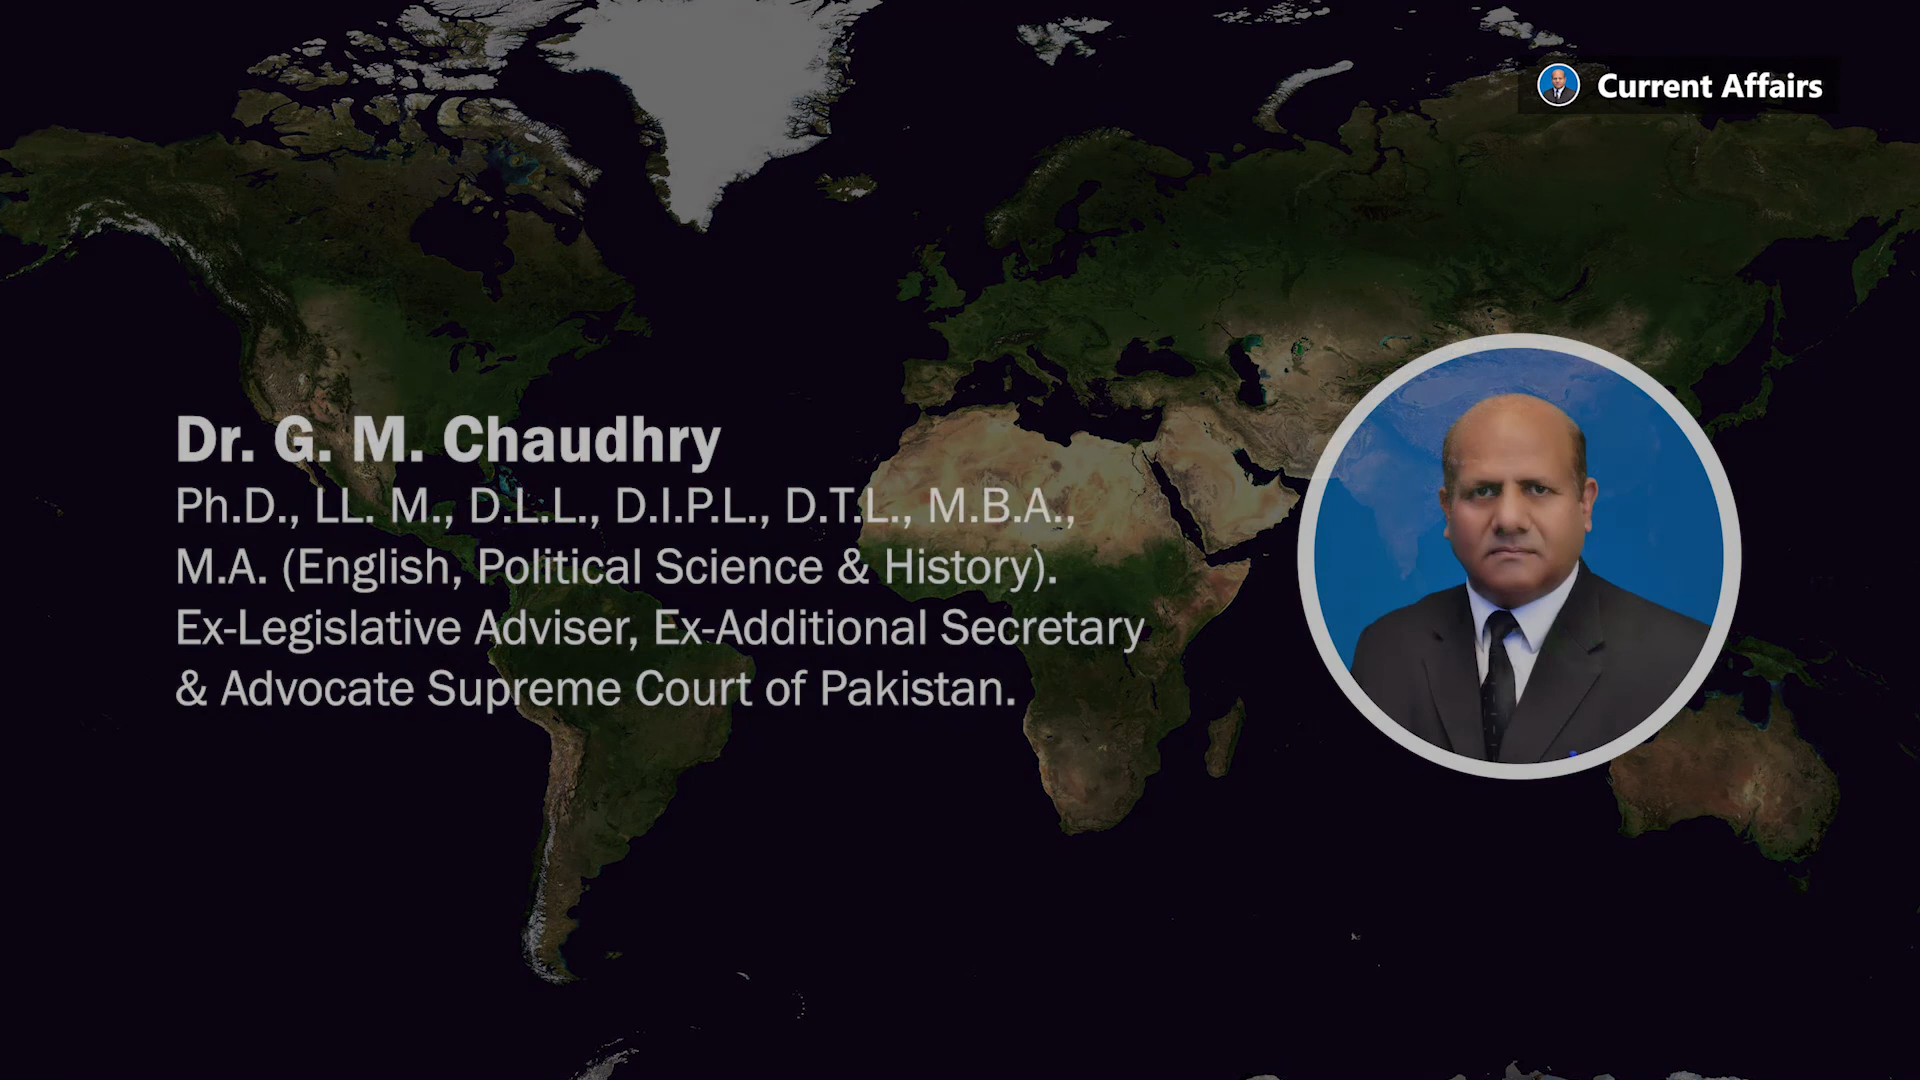 Current Affairs
Dr. G. M. Chaudhry
Ph.D., LL. M., D.L.L., D.I.P.L., D.T.L., M.B.A.,
M.A. (English, Political Science & History).
Ex-Legislative Adviser, Ex-Additional Secretary
& Advocate Supreme Court of Pakistan.